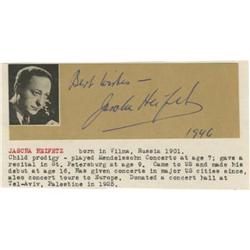 Best wishes –
Jascha Heifetz
1946
JASCHA HEIFETZ born in Vilna, Russia 1901.
Child prodigy - played Mendelssohn Concerto at age 7; gave a
recital in St. Petersburg at age 9. Came to US and made his
debut at age 16. Has given concerts in major US cities since,
also concert tours to Europe. Donated a concert hall at
Tel-Aviv, Palestine in 1925.